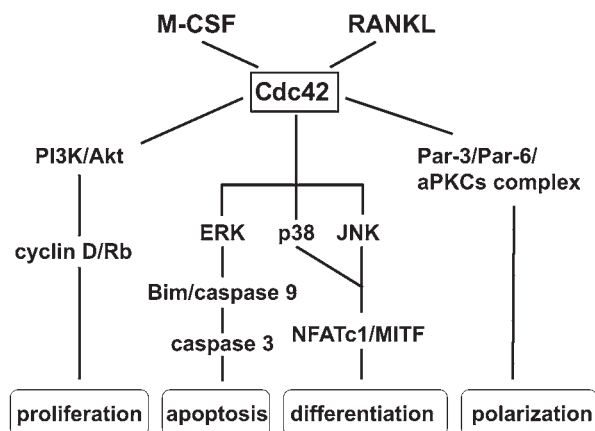 M-CSF RANKL
Cdc42
PI3K/Akt
Par-3/Par-6/
aPKCs complex
ERK p38 JNK
cyclin D/Rb
Bim/caspase 9
NFATc1/MITF
caspase 3
proliferation apoptosis differentiation polarization